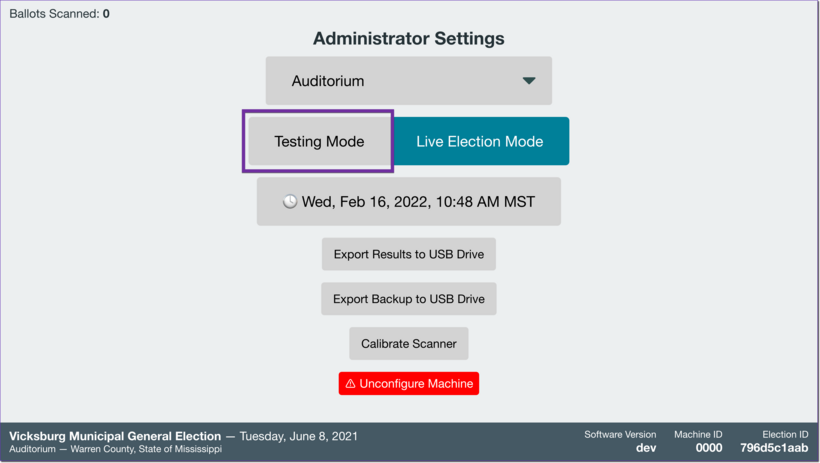 Ballots Scanned: 0
Administrator Settings
Auditorium
Testing Mode
Live Election Mode
Wed, Feb 16, 2022, 10:48 AM MST
Export Results to USB Drive
Export Backup to USB Drive
Calibrate Scanner
⚠ Unconfigure Machine
Vicksburg Municipal General Election — Tuesday, June 8, 2021
Auditorium — Warren County, State of Mississippi
Software Version
dev
Machine ID
0000
Election ID
796d5c1aab